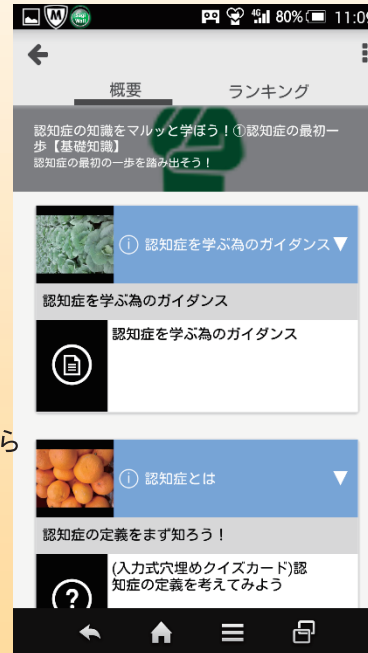 80%
11:09
概要
ランキング
認知症の知識をマルッと学ぼう！①認知症の最初一
歩【基礎知識】
認知症の最初の一歩を踏み出そう！
認知症を学ぶ為のガイダンス▼
認知症を学ぶ為のガイダンス
認知症を学ぶ為のガイダンス
ら
認知症とは ▼
認知症の定義をまず知ろう！
(入力式穴埋めクイズカード)認
知症の定義を考えてみよう